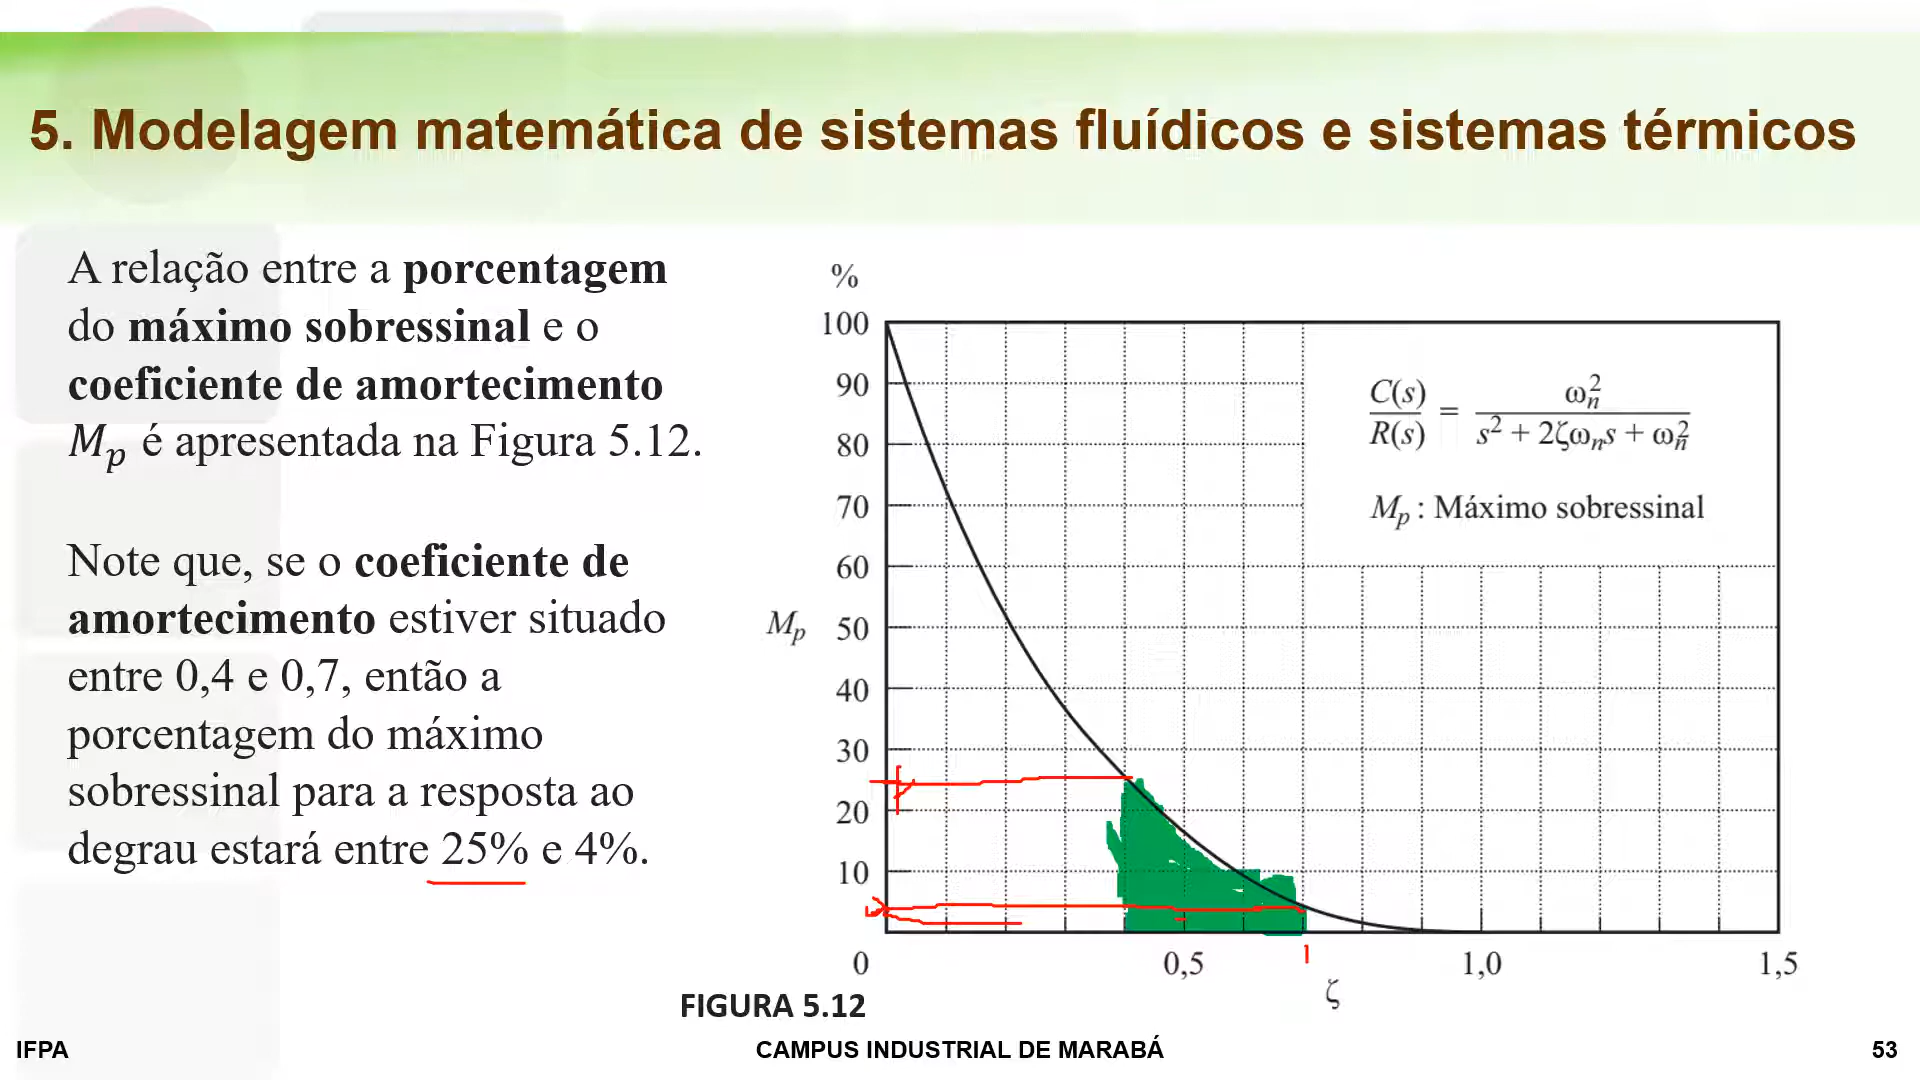 5. Modelagem matemática de sistemas fluídicos e sistemas térmicos
A relação entre a porcentagem
do máximo sobressinal e o
coeficiente de amortecimento
Mp é apresentada na Figura 5.12.
Note que, se o coeficiente de
amortecimento estiver situado
entre 0,4 e 0,7, então a
porcentagem do máximo
sobressinal para a resposta ao
degrau estará entre 25% e 4%.
%
100
90
80
70
60
Mp 50
40
30
20
10
0 0,5 1,0 1,5
ζ
C(s)/R(s) = ωn²/(s² + 2ζωns + ωn²)
Mp : Máximo sobressinal
FIGURA 5.12
IFPA CAMPUS INDUSTRIAL DE MARABÁ 53